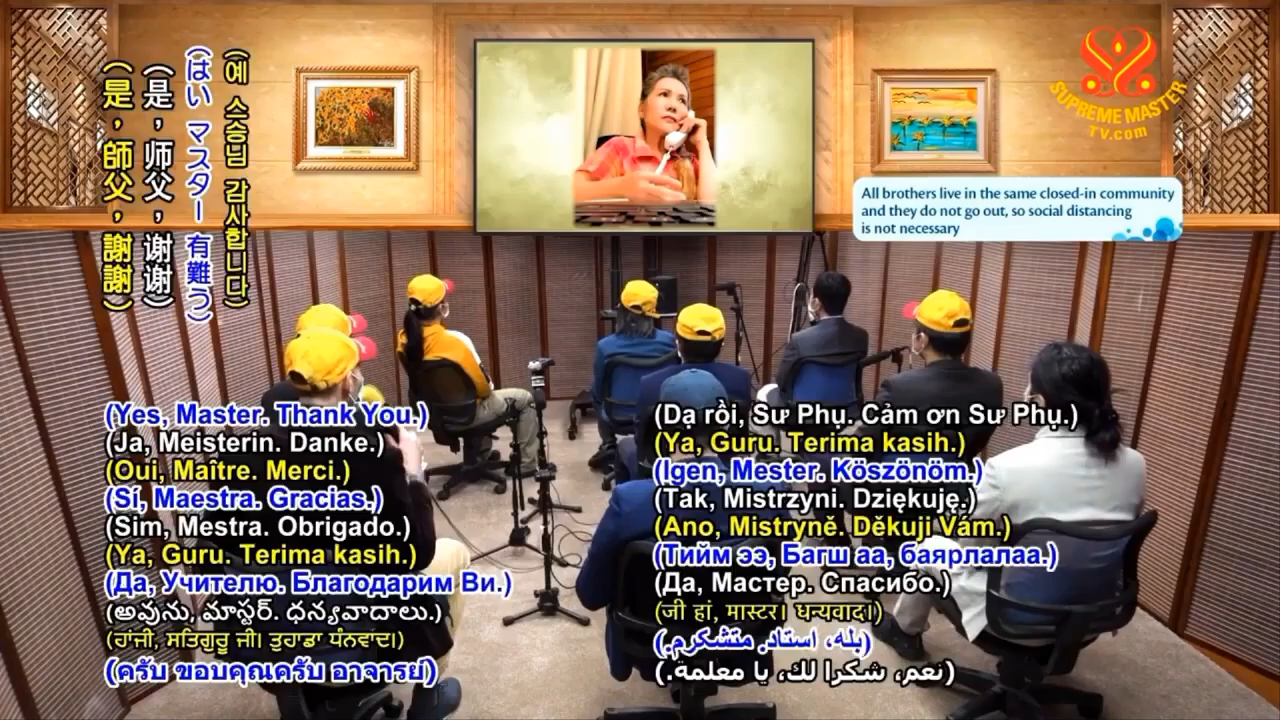 (예 스승님 감사합니다)
(はい マスター 有難う)
(是，师父，谢谢)
(是，師父，謝謝)
SUPREME MASTER
TV.com
All brothers live in the same closed-in community
and they do not go out, so social distancing
is not necessary
(Yes, Master. Thank You.)
(Ja, Meisterin. Danke.)
(Oui, Maître. Merci.)
(Sí, Maestra. Gracias.)
(Sim, Mestra. Obrigado.)
(Ya, Guru. Terima kasih.)
(Да, Учителю. Благодарим Ви.)
(అవును, మాస్టర్. ధన్యవాదాలు.)
(ਹਾਂਜੀ, ਸਤਿਗੁਰੂ ਜੀ। ਤੁਹਾਡਾ ਧੰਨਵਾਦ।)
(ครับ ขอบคุณครับ อาจารย์)
(Dạ rồi, Sư Phụ. Cảm ơn Sư Phụ.)
(Ya, Guru. Terima kasih.)
(Igen, Mester. Köszönöm.)
(Tak, Mistrzyni. Dziękuję.)
(Ano, Mistryně. Děkuji Vám.)
(Тийм ээ, Багш аа, баярлалаа.)
(Да, Мастер. Спасибо.)
(जी हां, मास्टर। धन्यवाद।)
(بله، استاد. متشکرم.)
(نعم، شكرا لك، يا معلمة.)